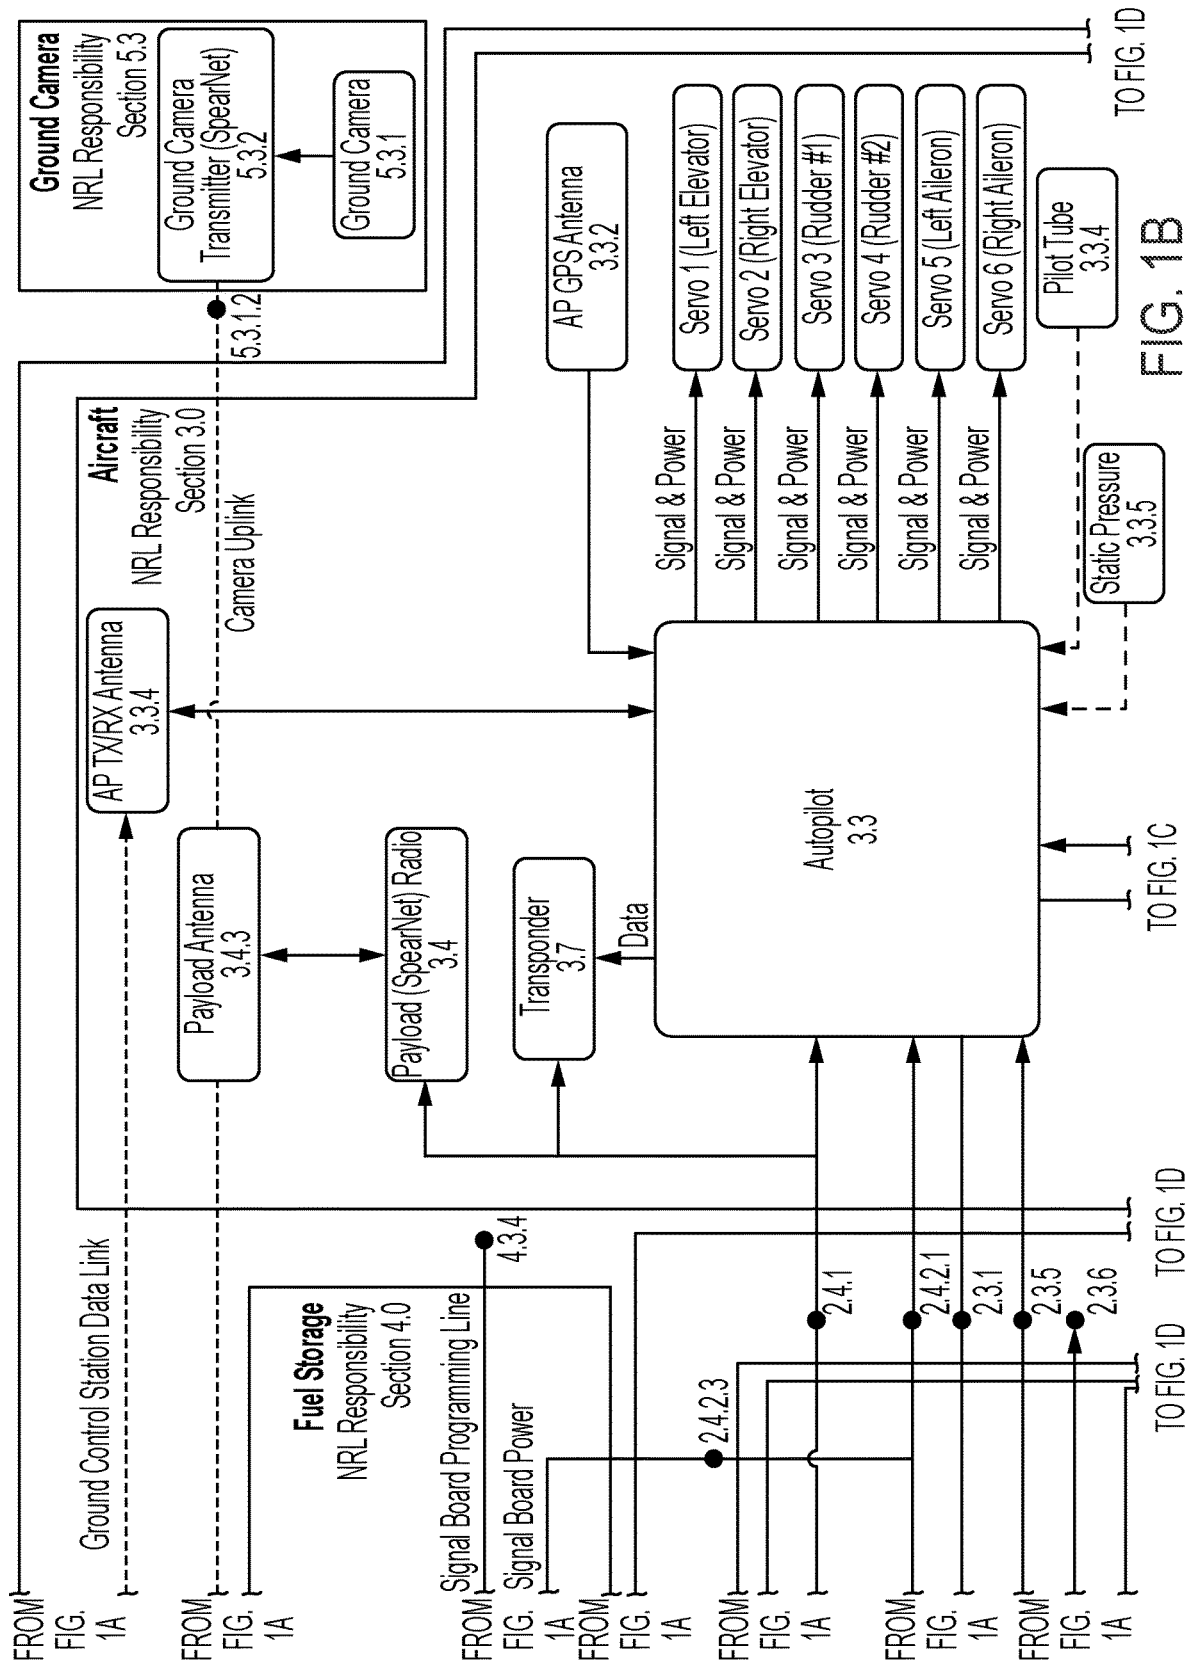 Ground Camera
NRL Responsibility
Section 5.3
Ground Camera
Transmitter (SpearNet)
5.3.2
Ground Camera
5.3.1
5.3.1.2
Aircraft
NRL Responsibility
Section 3.0
Camera Uplink
AP TX/RX Antenna
3.3.4
Ground Control Station Data Link
Payload Antenna
3.4.3
Payload (SpearNet) Radio
3.4
Transponder
3.7
Data
AP GPS Antenna
3.3.2
Autopilot
3.3
Signal & Power
Servo 1 (Left Elevator)
Signal & Power
Servo 2 (Right Elevator)
Signal & Power
Servo 3 (Rudder #1)
Signal & Power
Servo 4 (Rudder #2)
Signal & Power
Servo 5 (Left Aileron)
Signal & Power
Servo 6 (Right Aileron)
Pilot Tube
3.3.4
Static Pressure
3.3.5
Fuel Storage
NRL Responsibility
Section 4.0
Signal Board Programming Line
4.3.4
Signal Board Power
2.4.2.3
2.4.1
2.4.2.1
2.3.1
2.3.5
2.3.6
FROM
FIG.
1A
FROM
FIG.
1A
FROM
FIG.
1A
FROM
FIG.
1A
FROM
FIG.
1A
FROM
FIG.
1A
TO FIG. 1D
TO FIG. 1D
TO FIG. 1C
TO FIG. 1D
FIG. 1B